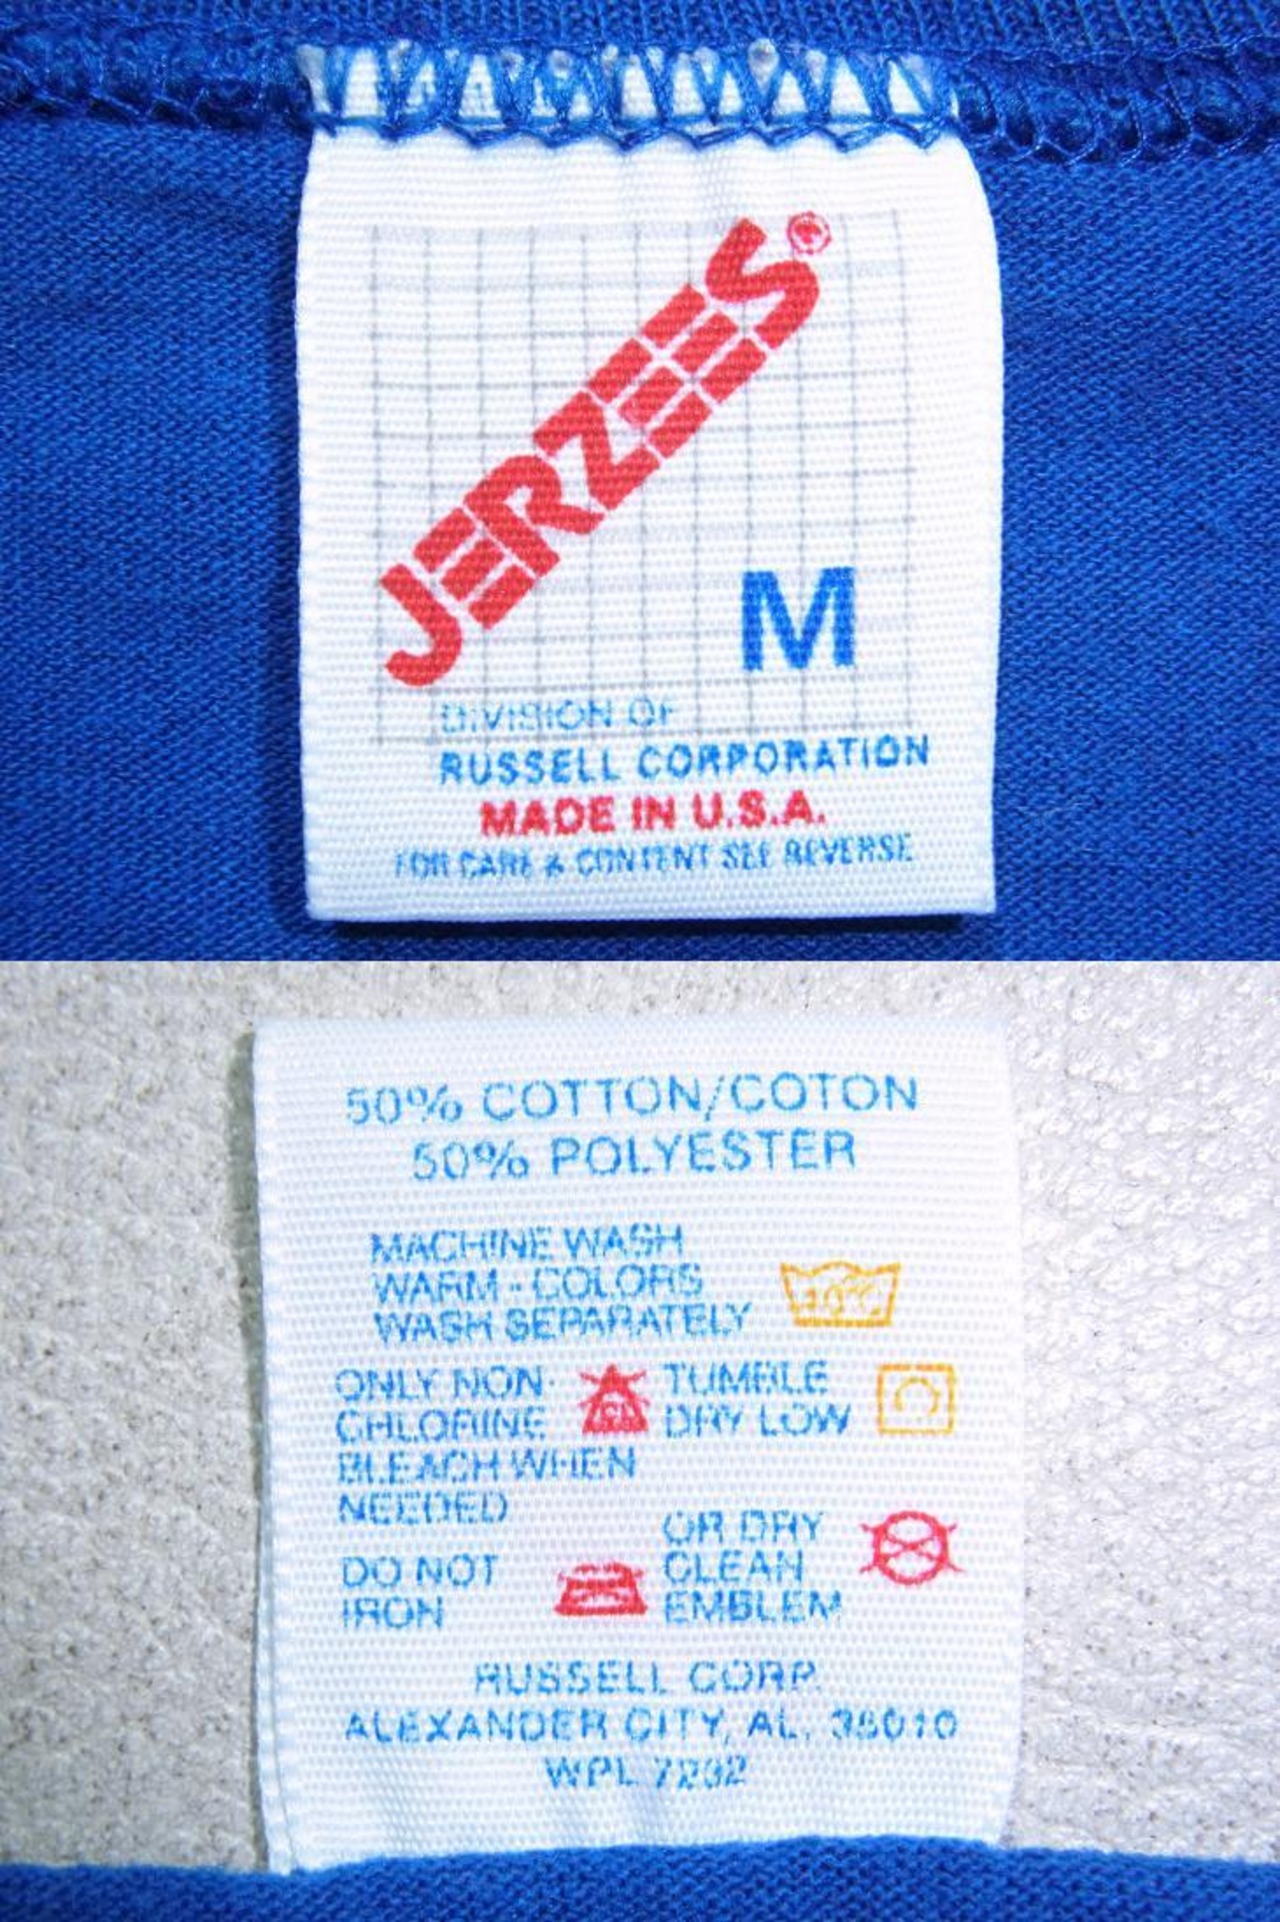 JERZEES®
M
DIVISION OF
RUSSELL CORPORATION
MADE IN U.S.A.
FOR CARE & CONTENT SEE REVERSE
50% COTTON/COTON
50% POLYESTER
MACHINE WASH
WARM - COLORS
WASH SEPARATELY
ONLY NON-
CHLORINE
BLEACH WHEN
NEEDED
CL
TUMBLE
DRY LOW
DO NOT
IRON
OR DRY
CLEAN
EMBLEM
RUSSELL CORP.
ALEXANDER CITY, AL. 35010
WPL 7232